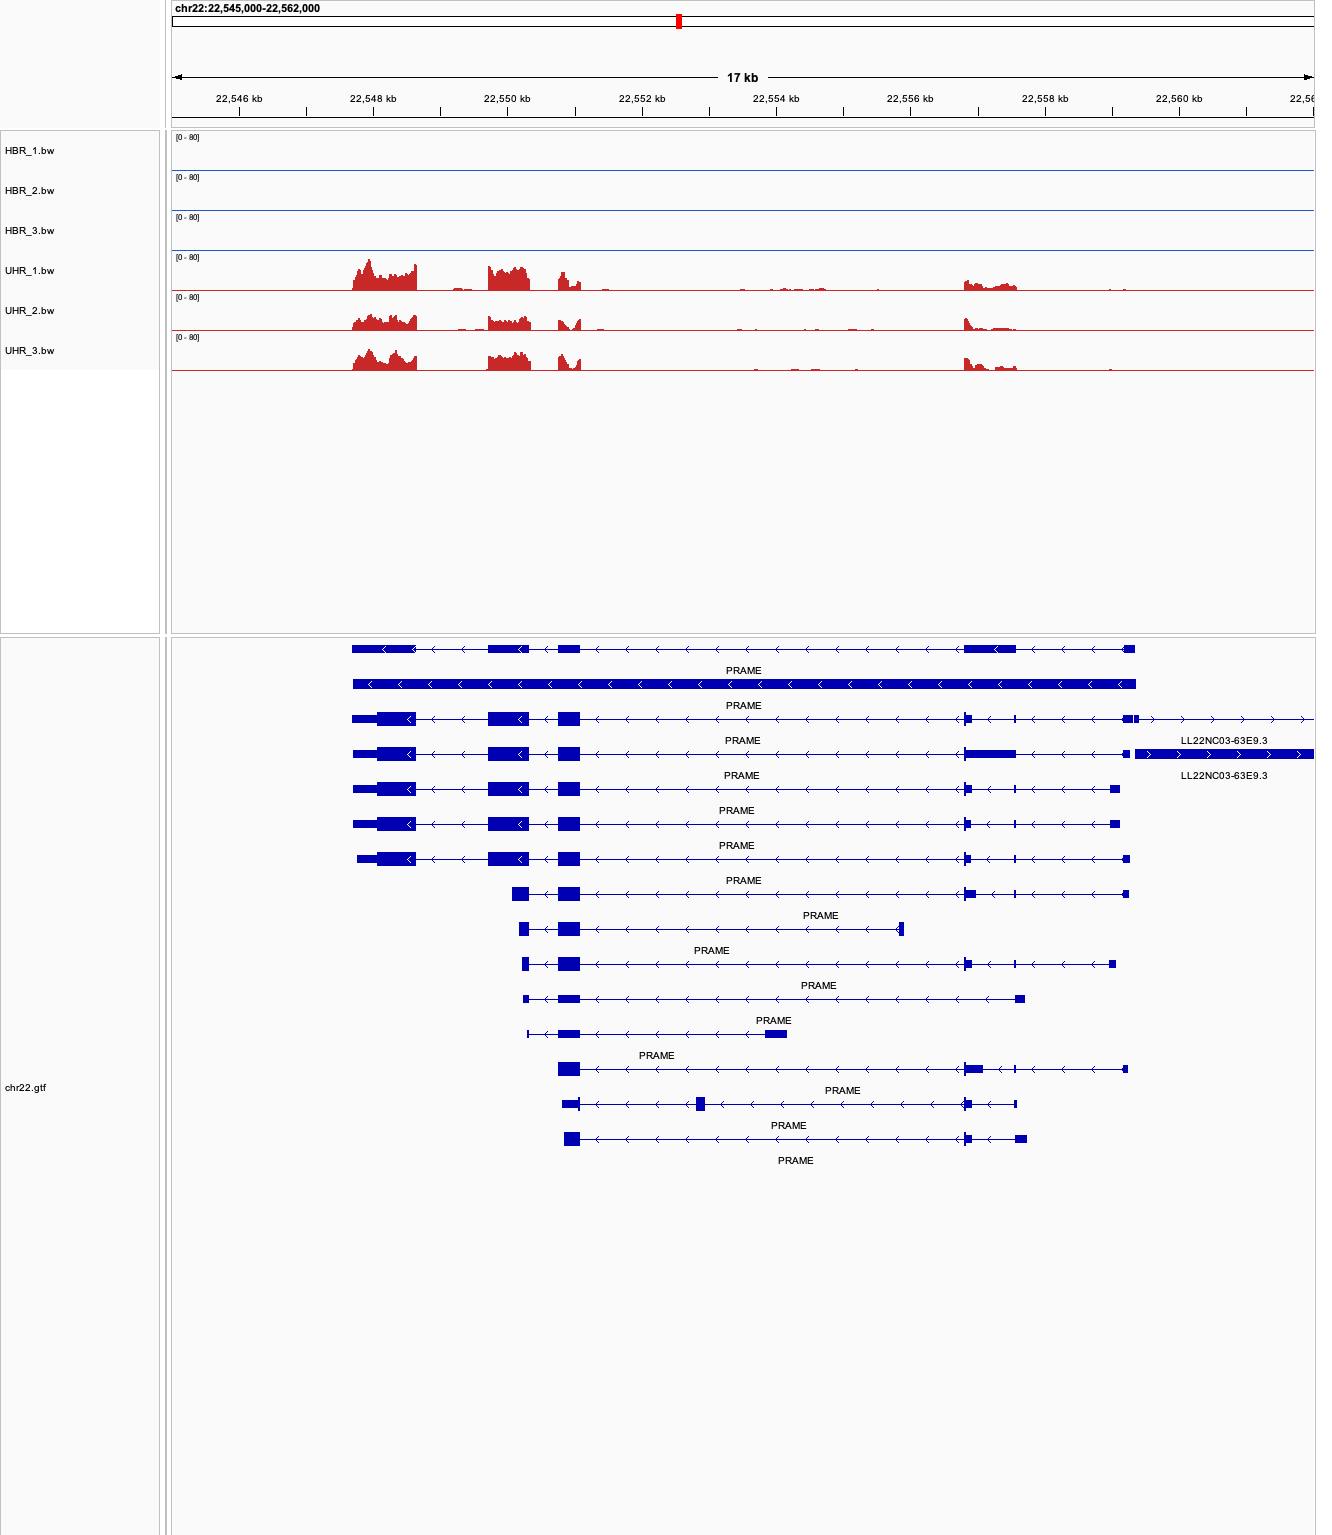 chr22:22,545,000-22,562,000
17 kb
22,546 kb 22,548 kb 22,550 kb 22,552 kb 22,554 kb 22,556 kb 22,558 kb 22,560 kb 22,56
[0 - 80]
HBR_1.bw
[0 - 80]
HBR_2.bw
[0 - 80]
HBR_3.bw
[0 - 80]
UHR_1.bw
[0 - 80]
UHR_2.bw
[0 - 80]
UHR_3.bw
PRAME
PRAME
PRAME LL22NC03-63E9.3
PRAME LL22NC03-63E9.3
PRAME
PRAME
PRAME
PRAME
PRAME
PRAME
PRAME
PRAME
chr22.gtf
PRAME
PRAME
PRAME